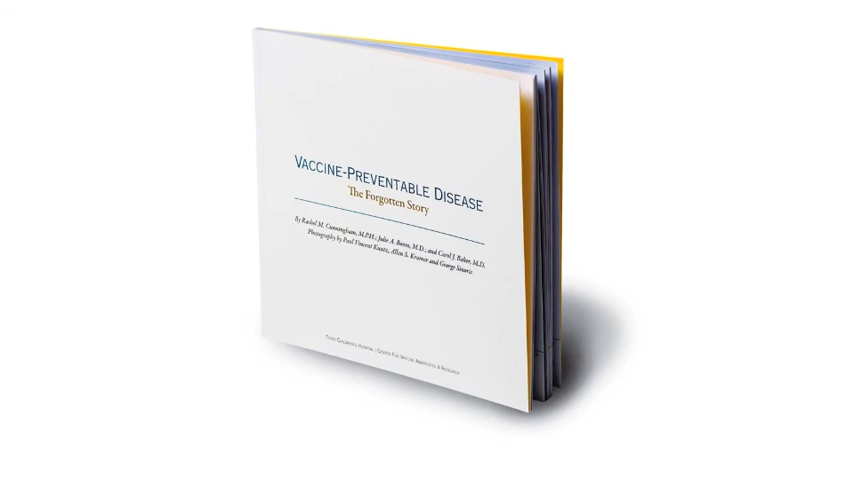 VACCINE-PREVENTABLE DISEASE
The Forgotten Story
By Rachel M. Cunningham, M.P.H.; Julie A. Boom, M.D.; and Carol J. Baker, M.D.
Photography by Paul Vincent Kuntz, Allen S. Kramer and George Stouris
TEXAS CHILDREN'S HOSPITAL | CENTER FOR VACCINE AWARENESS & RESEARCH